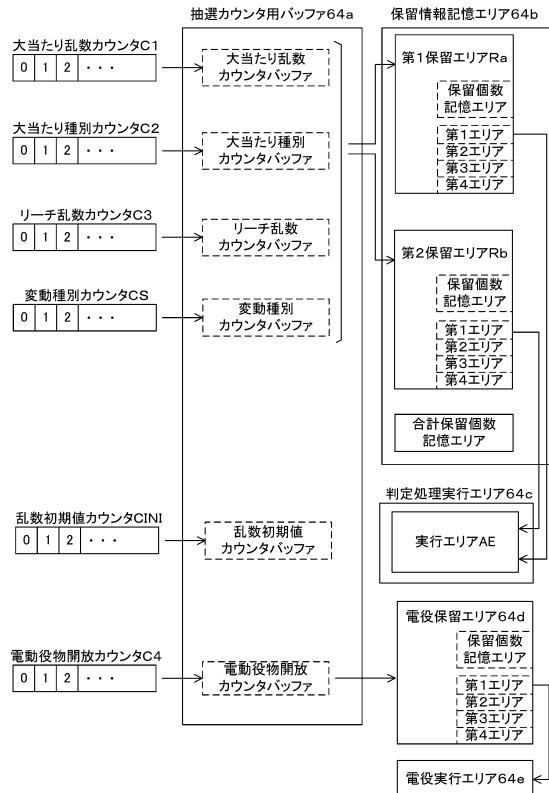 抽選カウンタ用バッファ64a
保留情報記憶エリア64b
大当たり乱数カウンタC1
0 1 2 ・・・
大当たり乱数
カウンタバッファ
大当たり種別カウンタC2
0 1 2 ・・・
大当たり種別
カウンタバッファ
リーチ乱数カウンタC3
0 1 2 ・・・
リーチ乱数
カウンタバッファ
変動種別カウンタCS
0 1 2 ・・・
変動種別
カウンタバッファ
第1保留エリアRa
保留個数
記憶エリア
第1エリア
第2エリア
第3エリア
第4エリア
第2保留エリアRb
保留個数
記憶エリア
第1エリア
第2エリア
第3エリア
第4エリア
合計保留個数
記憶エリア
判定処理実行エリア64c
実行エリアAE
乱数初期値カウンタCINI
0 1 2 ・・・
乱数初期値
カウンタバッファ
電動役物開放カウンタC4
0 1 2 ・・・
電動役物開放
カウンタバッファ
電役保留エリア64d
保留個数
記憶エリア
第1エリア
第2エリア
第3エリア
第4エリア
電役実行エリア64e